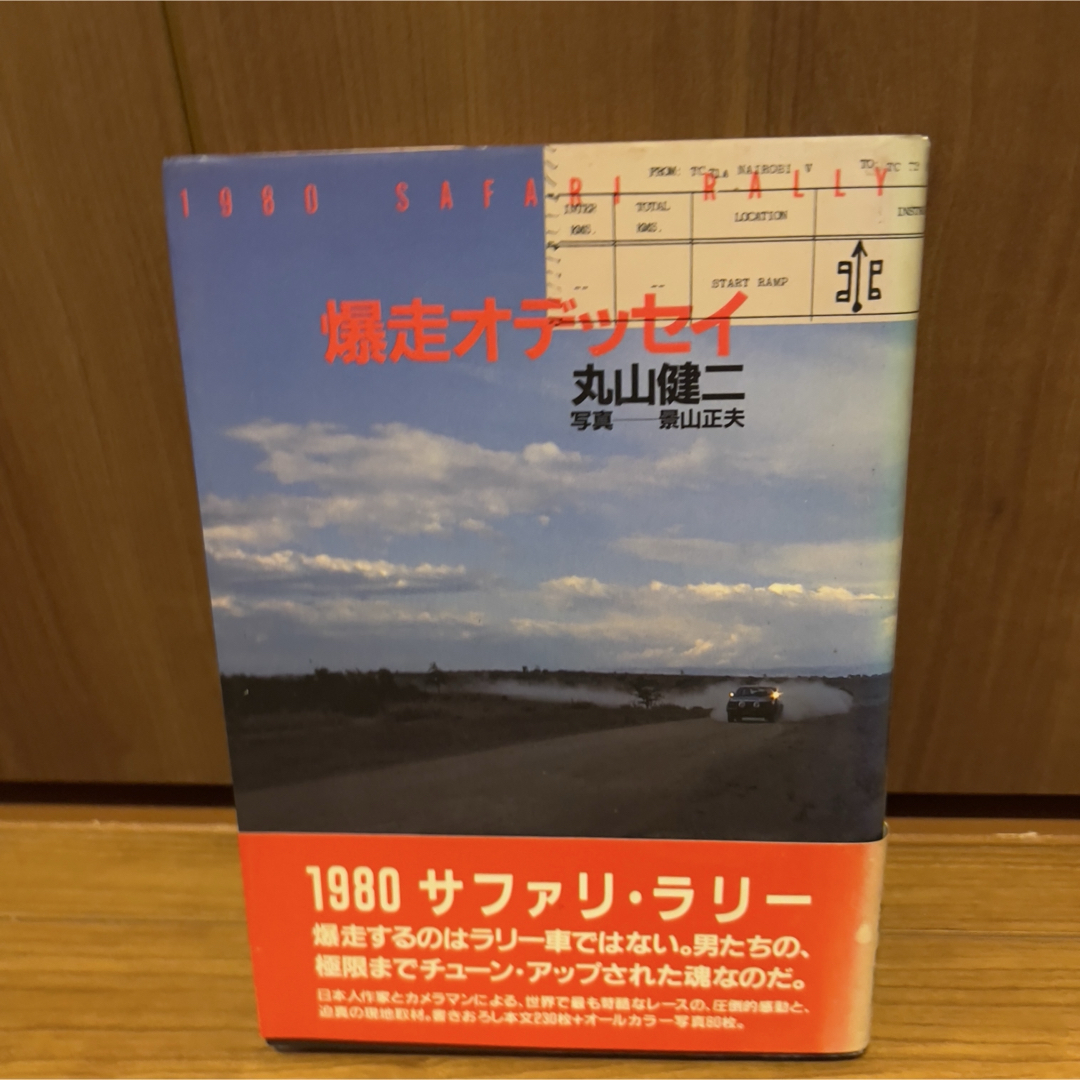 1980 SAFARI RALLY
FROM: TC 71A NAIROBI V TO: TC 72
INTER KMS. TOTAL KMS. LOCATION INSTR
-- -- START RAMP
爆走オデッセイ
丸山健二
写真——景山正夫
1980 サファリ・ラリー
爆走するのはラリー車ではない。男たちの、
極限までチューン・アップされた魂なのだ。
日本人作家とカメラマンによる、世界で最も苛酷なレースの、圧倒的感動と、
迫真の現地取材。書きおろし本文230枚+オールカラー写真80枚。